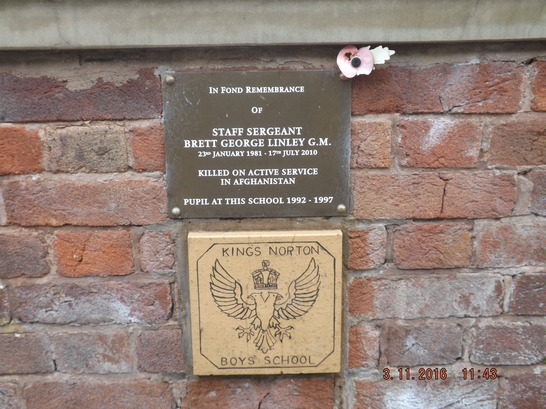 IN FOND REMEMBRANCE
OF
STAFF SERGEANT
BRETT GEORGE LINLEY G.M.
23RD JANUARY 1981 - 17TH JULY 2010
KILLED ON ACTIVE SERVICE
IN AFGHANISTAN
PUPIL AT THIS SCHOOL 1992 - 1997
KINGS NORTON
BOYS SCHOOL
3.11.2016 11:43